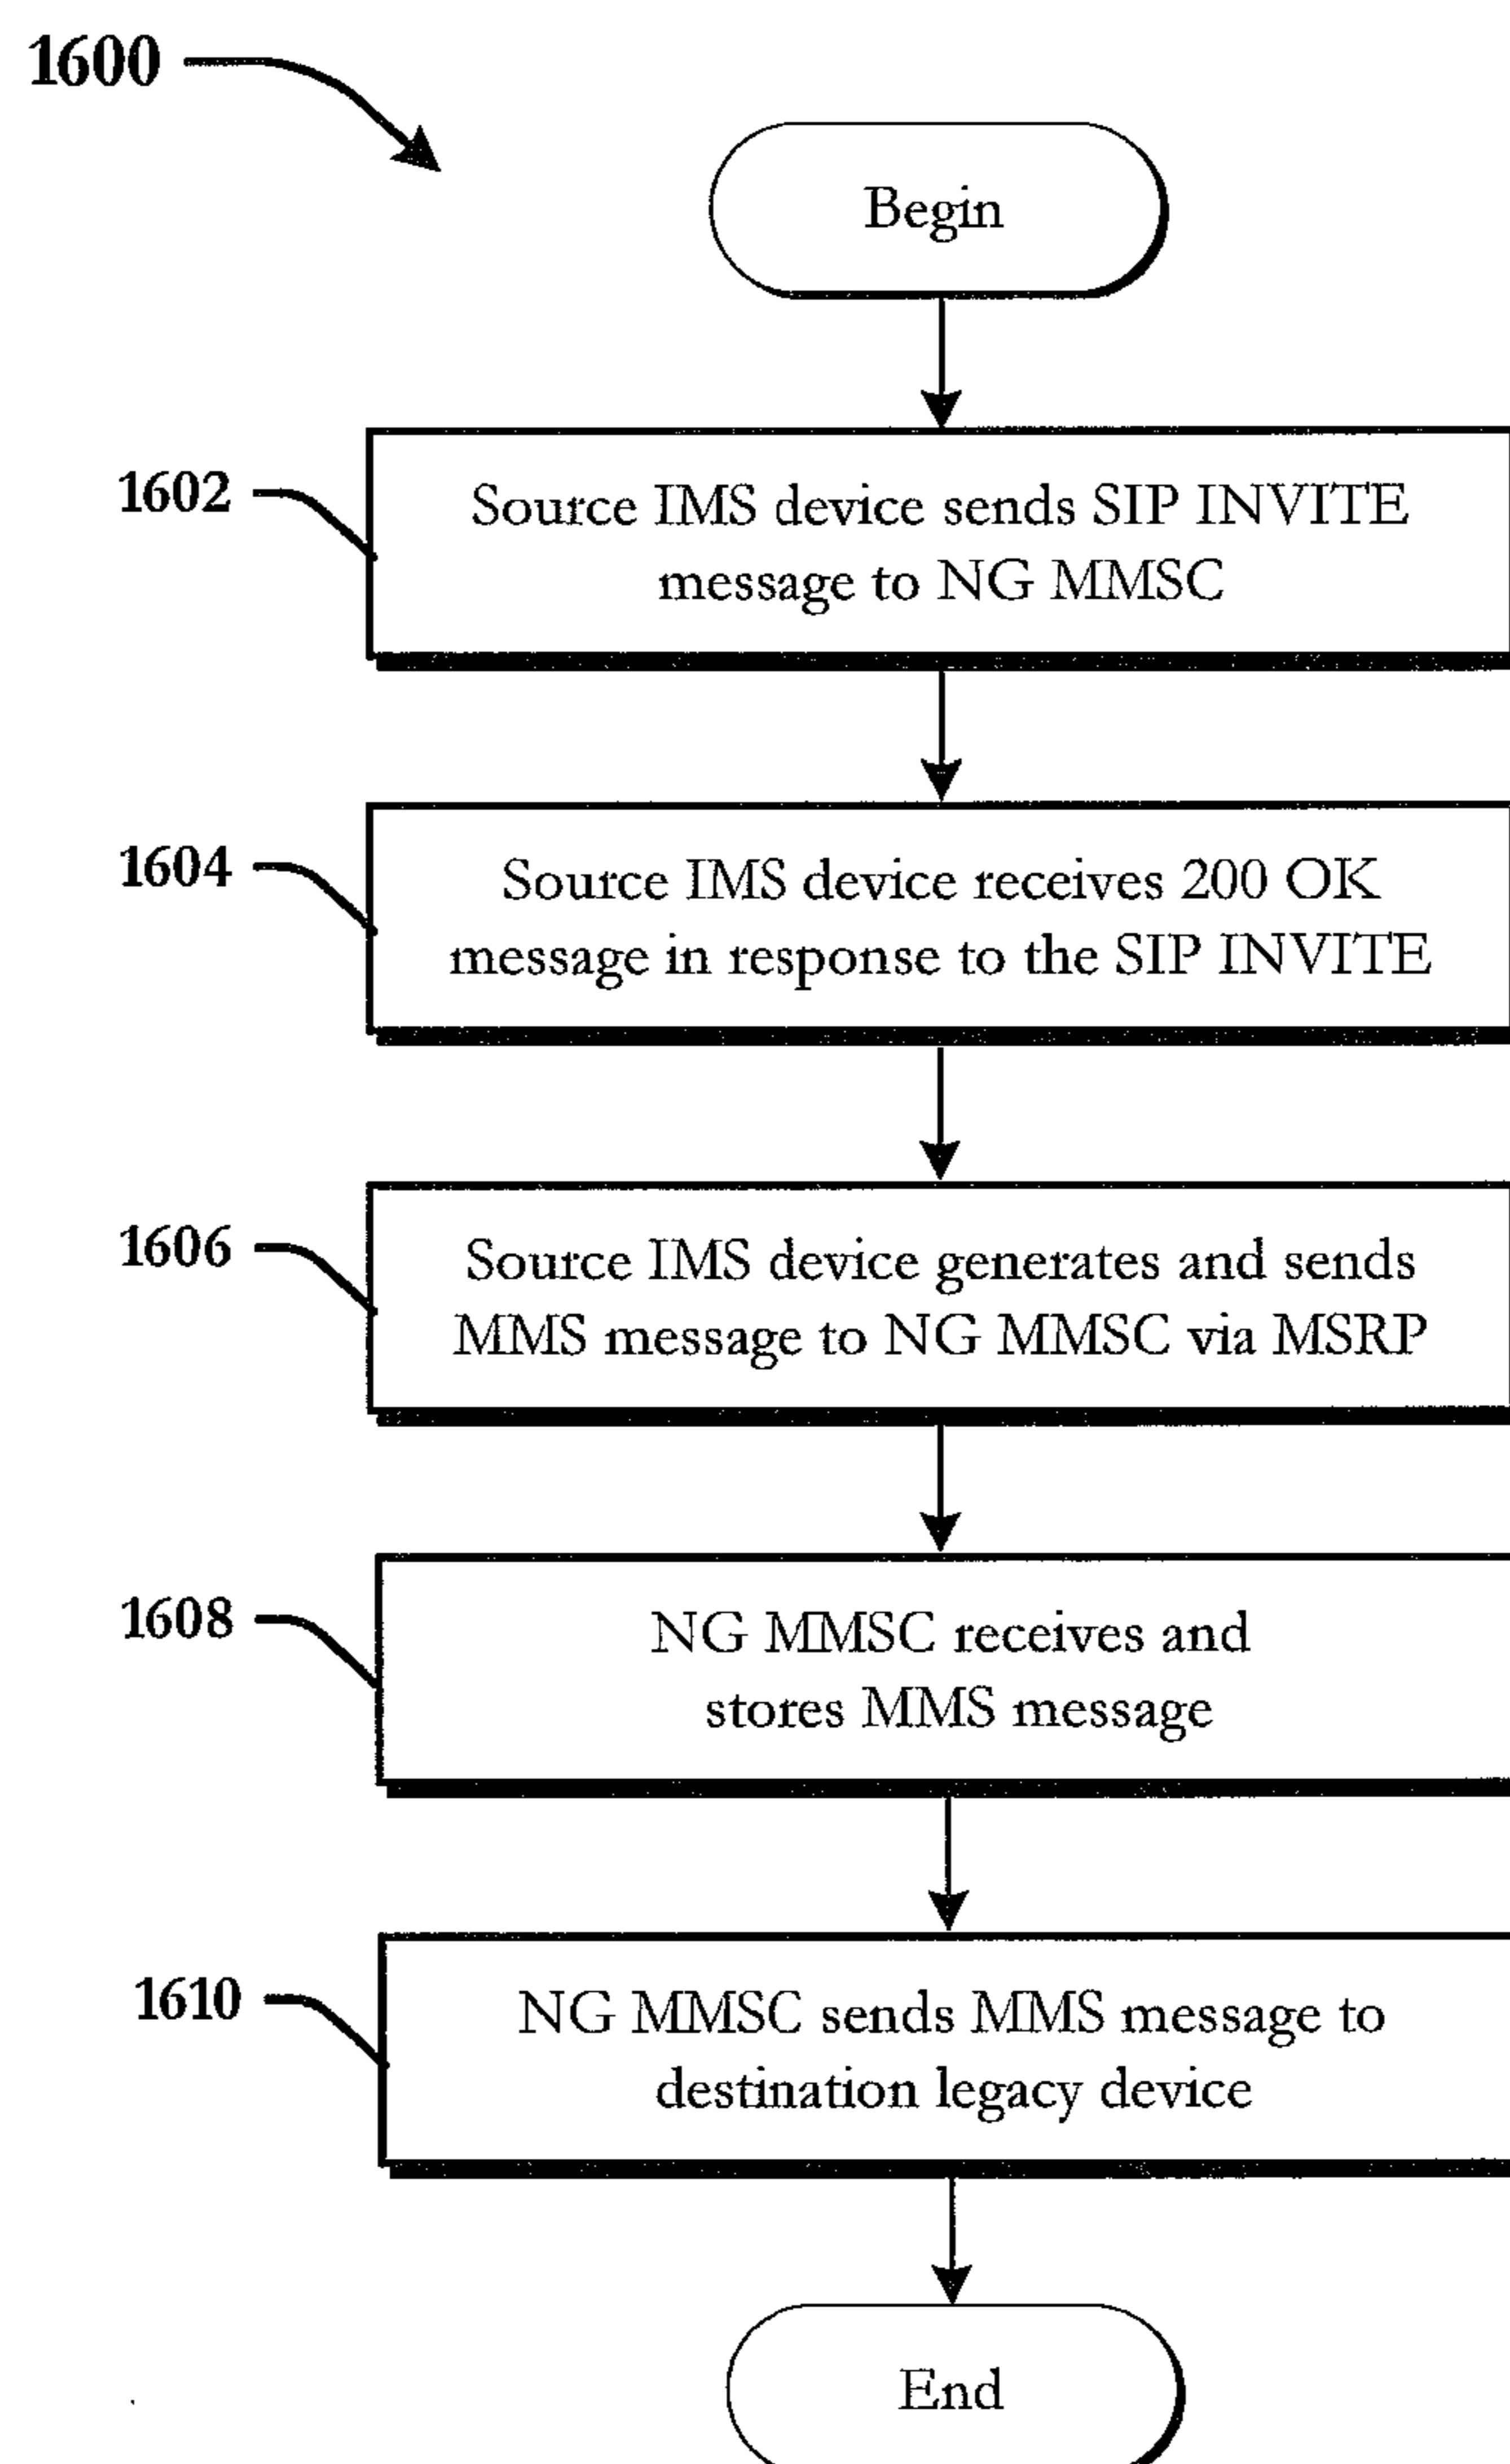 1600
Begin
1602
Source IMS device sends SIP INVITE
message to NG MMSC
1604
Source IMS device receives 200 OK
message in response to the SIP INVITE
1606
Source IMS device generates and sends
MMS message to NG MMSC via MSRP
1608
NG MMSC receives and
stores MMS message
1610
NG MMSC sends MMS message to
destination legacy device
End